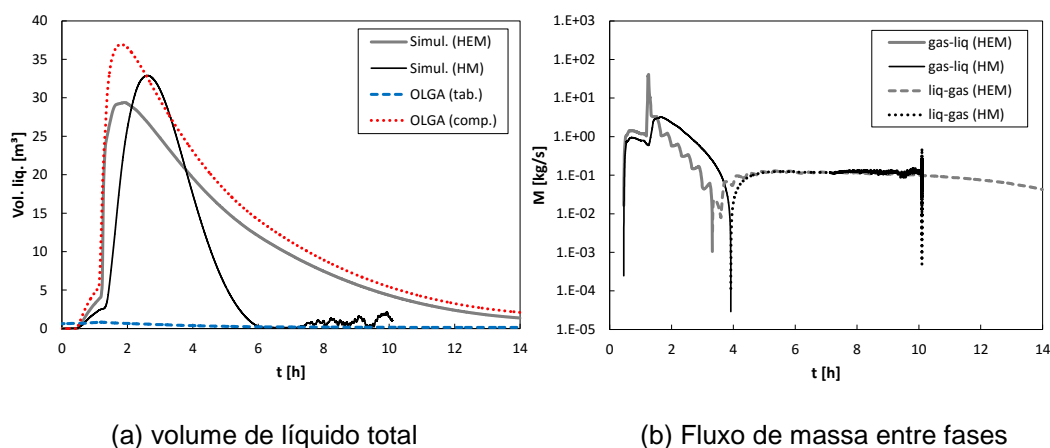 40
35
30
25
20
15
10
5
0
Vol. liq. [m³]
0 2 4 6 8 10 12 14
t [h]
Simul. (HEM)
Simul. (HM)
OLGA (tab.)
OLGA (comp.)
(a) volume de líquido total
1.E+03
1.E+02
1.E+01
1.E+00
1.E-01
1.E-02
1.E-03
1.E-04
1.E-05
M [kg/s]
0 2 4 6 8 10 12 14
t [h]
gas-liq (HEM)
gas-liq (HM)
liq-gas (HEM)
liq-gas (HM)
(b) Fluxo de massa entre fases